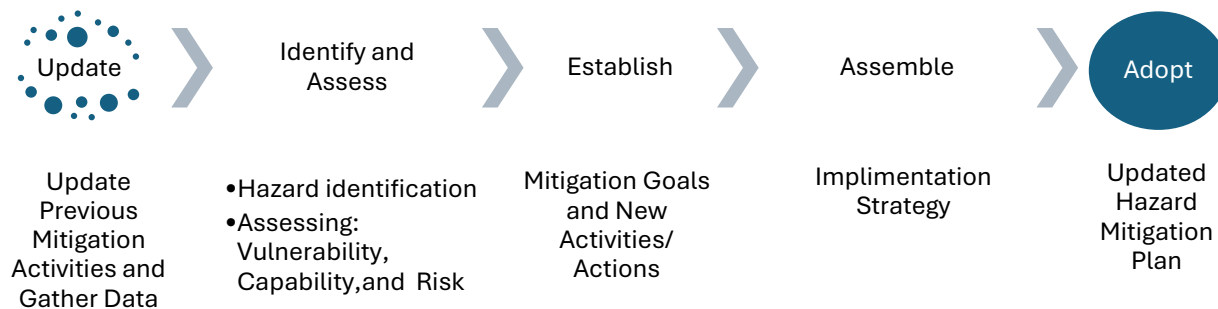 Update
Identify and
Assess
Establish
Assemble
Adopt
Update
Previous
Mitigation
Activities and
Gather Data
•Hazard identification
•Assessing:
Vulnerability,
Capability,and  Risk
Mitigation Goals
and New
Activities/
Actions
Implimentation
Strategy
Updated
Hazard
Mitigation
Plan